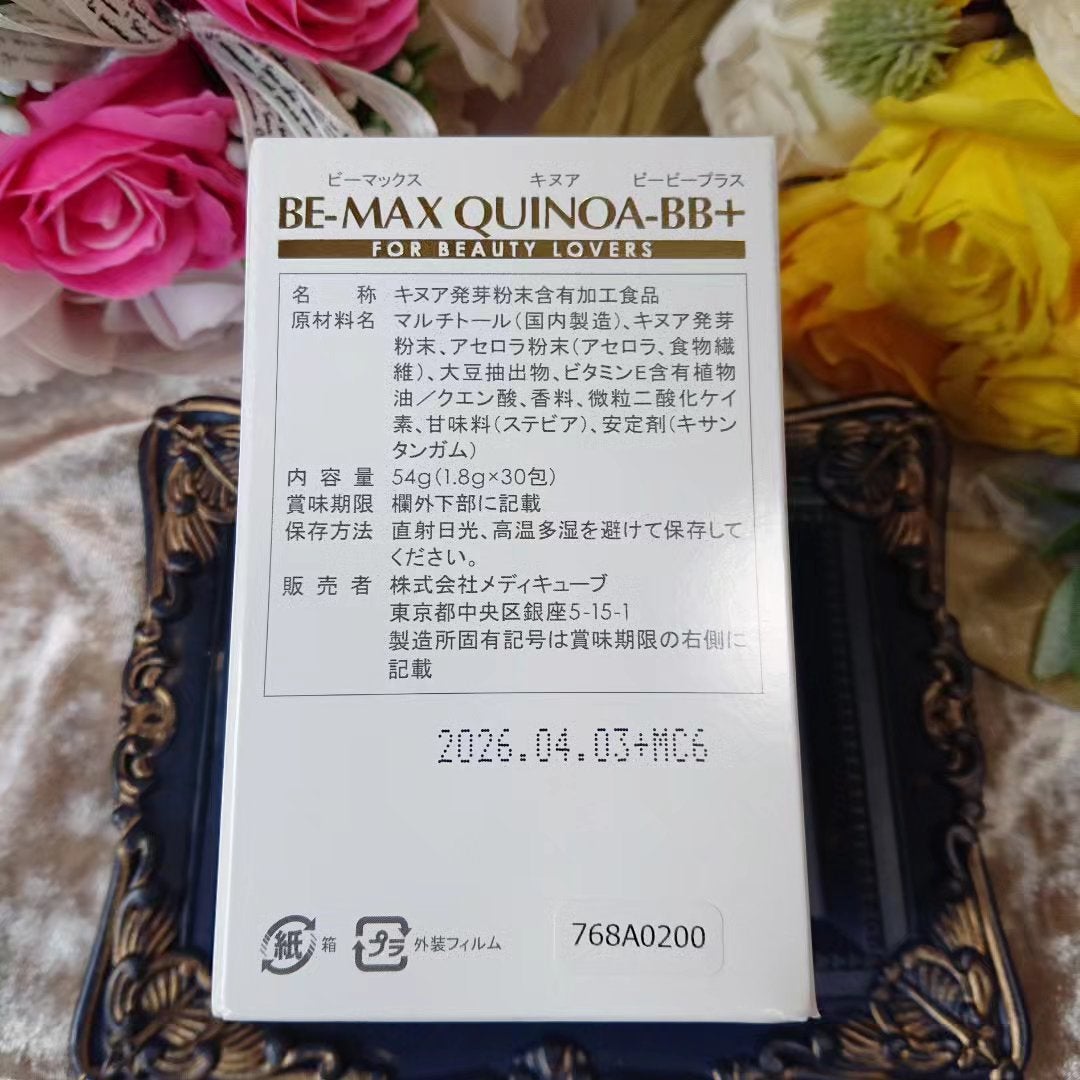 ビーマックス キヌア ビービープラス
BE-MAX QUINOA-BB+
FOR BEAUTY LOVERS
名 称 キヌア発芽粉末含有加工食品
原材料名 マルチトール(国内製造)、キヌア発芽
粉末、アセロラ粉末(アセロラ、食物繊
維)、大豆抽出物、ビタミンE含有植物
油/クエン酸、香料、微粒二酸化ケイ
素、甘味料(ステビア)、安定剤(キサン
タンガム)
内容量 54g(1.8g×30包)
賞味期限 欄外下部に記載
保存方法 直射日光、高温多湿を避けて保存して
ください。
販売者 株式会社メディキューブ
東京都中央区銀座5-15-1
製造所固有記号は賞味期限の右側に
記載
2026.04.03+MC6
紙 箱 プラ 外装フィルム 768A0200